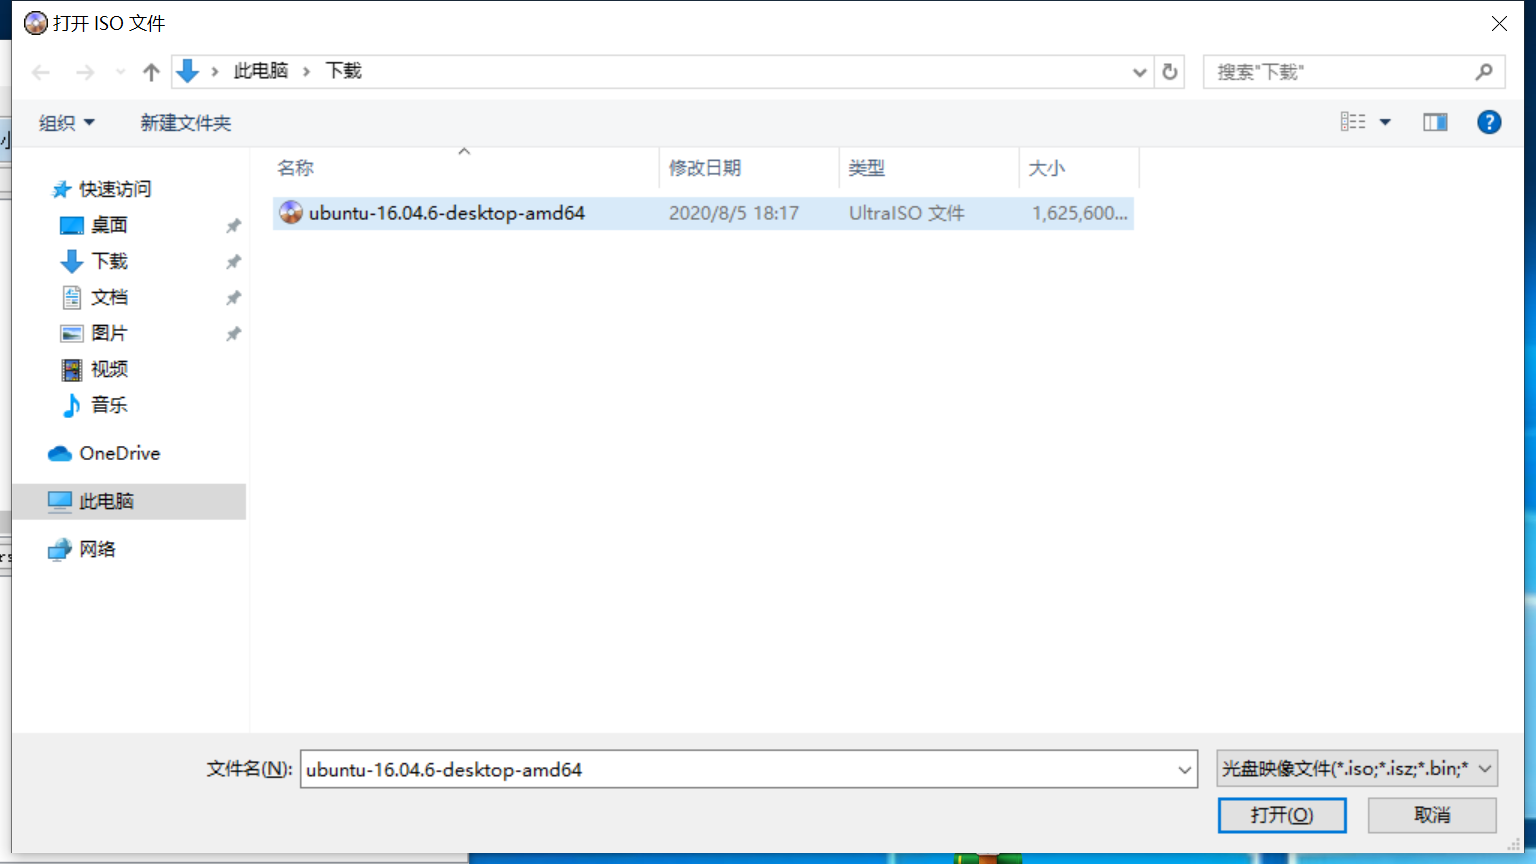 打开 ISO 文件
此电脑 下载
搜索"下载"
组织 新建文件夹
名称 修改日期 类型 大小
ubuntu-16.04.6-desktop-amd64 2020/8/5 18:17 UltraISO 文件 1,625,600...
快速访问
桌面
下载
文档
图片
视频
音乐
OneDrive
此电脑
网络
文件名(N): ubuntu-16.04.6-desktop-amd64 光盘映像文件(*.iso;*.isz;*.bin;*
打开(O) 取消